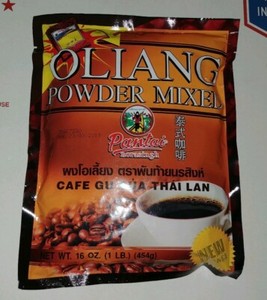 OLIANG
POWDER MIXED
Pantai
泰式咖啡
ผงโอเลี้ยง ตราพันท้ายนรสิงห์
CAFE GU THAI LAN
NET WT. 16 OZ. (1 LB.) (454g)
NEW
IN